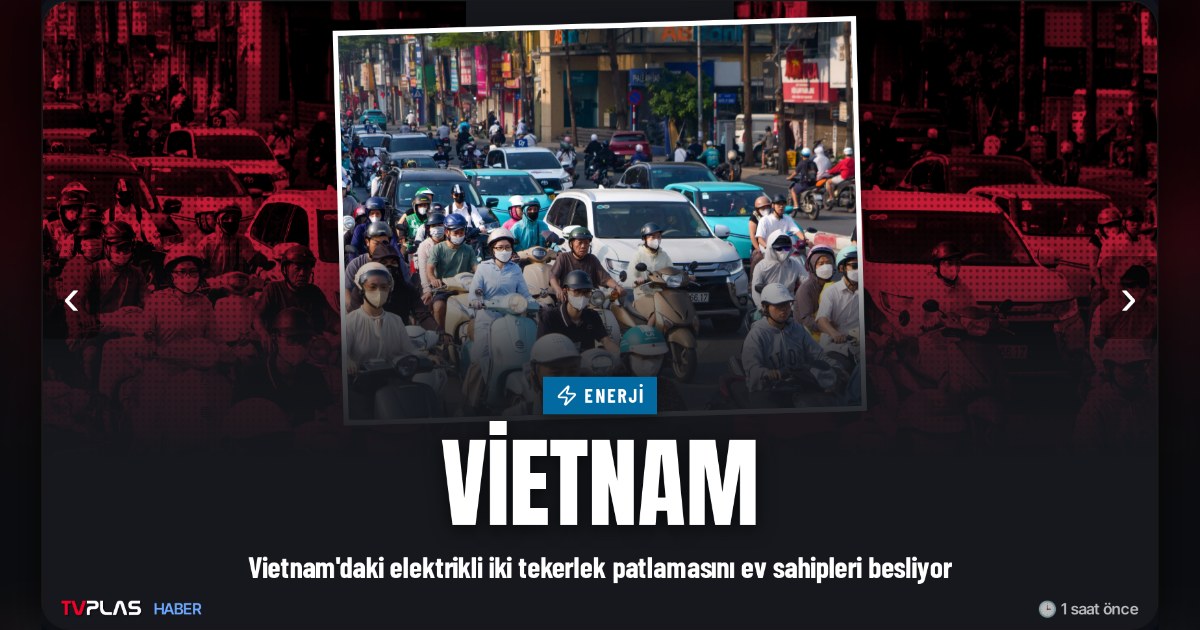 ENERJİ
VİETNAM
Vietnam'daki elektrikli iki tekerlek patlamasını ev sahipleri besliyor
TVPLAS HABER
1 saat önce